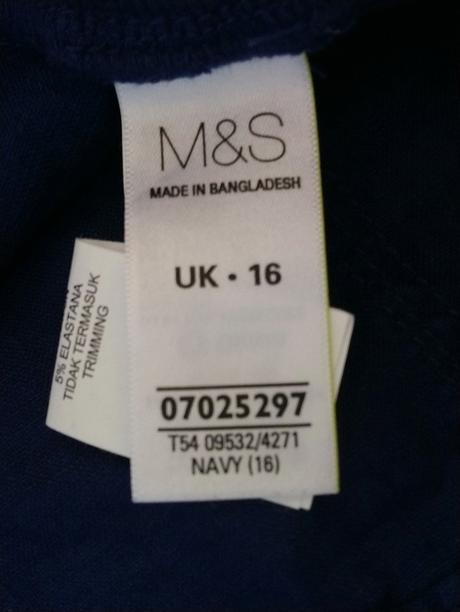 M&S
MADE IN BANGLADESH
UK • 16
07025297
T54 09532/4271
NAVY (16)
5% ELASTANA
TIDAK TERMASUK
TRIMMING